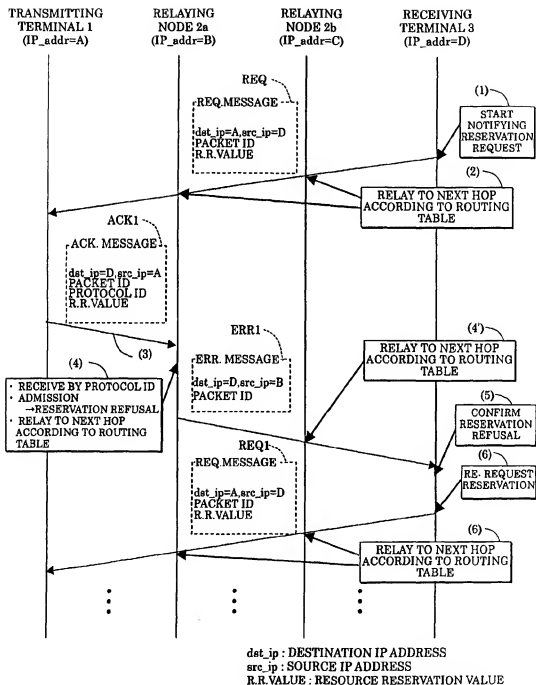 TRANSMITTING
TERMINAL 1
(IP_addr=A)
RELAYING
NODE 2a
(IP_addr=B)
RELAYING
NODE 2b
(IP_addr=C)
RECEIVING
TERMINAL 3
(IP_addr=D)
REQ
REQ.MESSAGE
dst_ip=A,src_ip=D
PACKET ID
R.R.VALUE
(1)
START
NOTIFYING
RESERVATION
REQUEST
(2)
RELAY TO NEXT HOP
ACCORDING TO ROUTING
TABLE
ACK1
ACK. MESSAGE
dst_ip=D,src_ip=A
PACKET ID
PROTOCOL ID
R.R.VALUE
(3)
ERR1
ERR. MESSAGE
dst_ip=D,src_ip=B
PACKET ID
(4')
RELAY TO NEXT HOP
ACCORDING TO ROUTING
TABLE
(4)
・ RECEIVE BY PROTOCOL ID
・ ADMISSION
→RESERVATION REFUSAL
・ RELAY TO NEXT HOP
ACCORDING TO ROUTING
TABLE
(5)
CONFIRM
RESERVATION
REFUSAL
REQ1
REQ.MESSAGE
dst_ip=A,src_ip=D
PACKET ID
R.R.VALUE
(6)
RE- REQUEST
RESERVATION
(6)
RELAY TO NEXT HOP
ACCORDING TO ROUTING
TABLE
dst_ip : DESTINATION IP ADDRESS
src_ip : SOURCE IP ADDRESS
R.R.VALUE : RESOURCE RESERVATION VALUE